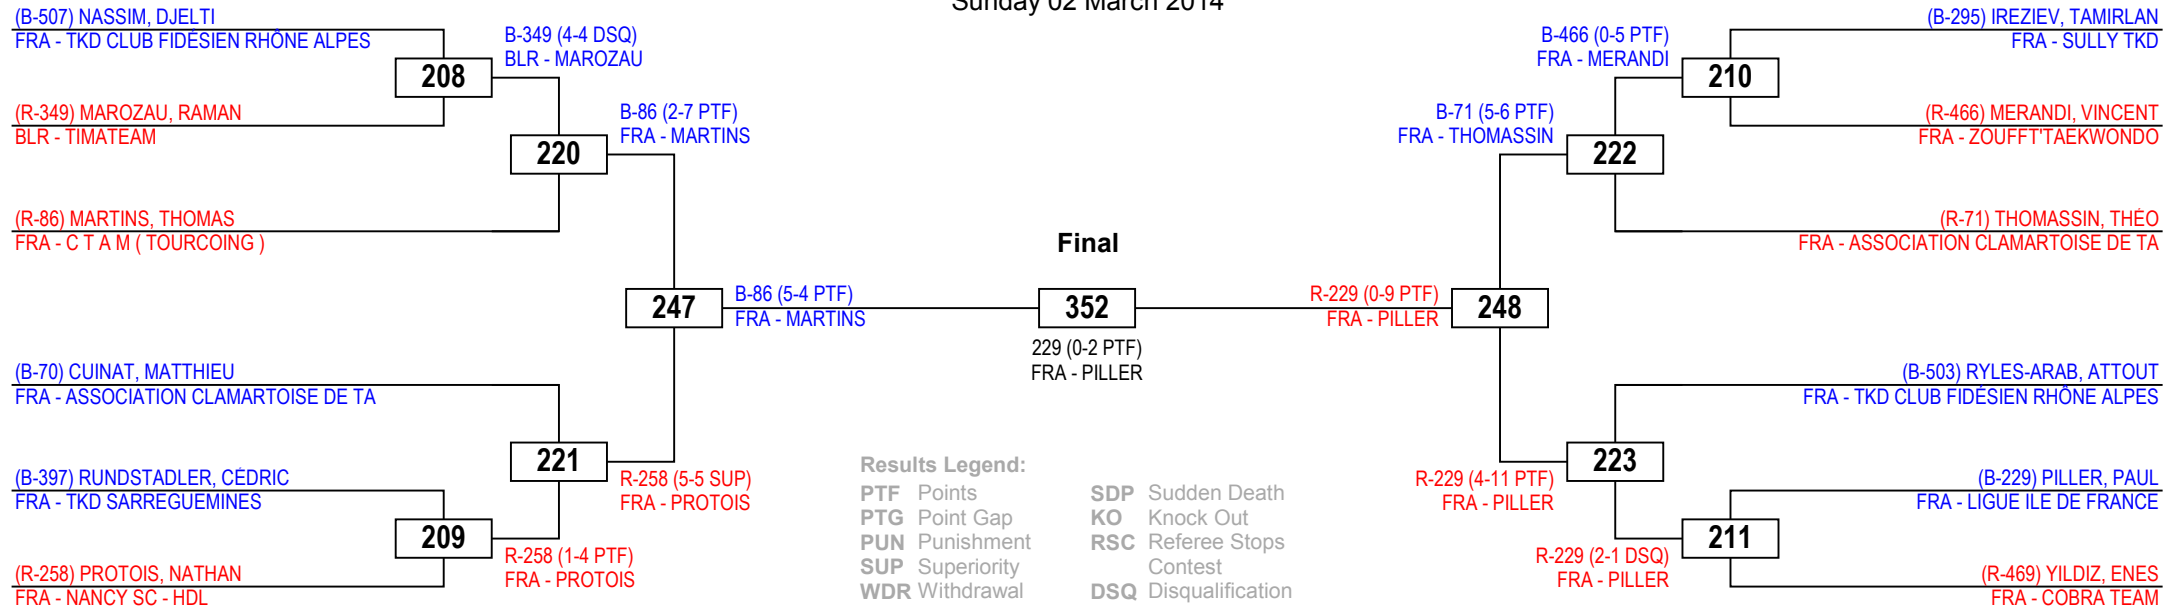 Sunday 02 March 2014
(B-507) NASSIM, DJELTI
FRA - TKD CLUB FIDÉSIEN RHÔNE ALPES
B-349 (4-4 DSQ)
BLR - MAROZAU
208
(R-349) MAROZAU, RAMAN
BLR - TIMATEAM
B-86 (2-7 PTF)
FRA - MARTINS
220
(R-86) MARTINS, THOMAS
FRA - C T A M ( TOURCOING )
247
B-86 (5-4 PTF)
FRA - MARTINS
(B-70) CUINAT, MATTHIEU
FRA - ASSOCIATION CLAMARTOISE DE TA
221
R-258 (5-5 SUP)
FRA - PROTOIS
(B-397) RUNDSTADLER, CÉDRIC
FRA - TKD SARREGUEMINES
209
R-258 (1-4 PTF)
FRA - PROTOIS
(R-258) PROTOIS, NATHAN
FRA - NANCY SC - HDL
Final
352
229 (0-2 PTF)
FRA - PILLER
(B-295) IREZIEV, TAMIRLAN
FRA - SULLY TKD
B-466 (0-5 PTF)
FRA - MERANDI
210
(R-466) MERANDI, VINCENT
FRA - ZOUFFT'TAEKWONDO
B-71 (5-6 PTF)
FRA - THOMASSIN
222
(R-71) THOMASSIN, THÉO
FRA - ASSOCIATION CLAMARTOISE DE TA
R-229 (0-9 PTF)
FRA - PILLER
248
(B-503) RYLES-ARAB, ATTOUT
FRA - TKD CLUB FIDÉSIEN RHÔNE ALPES
R-229 (4-11 PTF)
FRA - PILLER
223
(B-229) PILLER, PAUL
FRA - LIGUE ILE DE FRANCE
R-229 (2-1 DSQ)
FRA - PILLER
211
(R-469) YILDIZ, ENES
FRA - COBRA TEAM
Results Legend:
PTF Points
PTG Point Gap
PUN Punishment
SUP Superiority
WDR Withdrawal
SDP Sudden Death
KO Knock Out
RSC Referee Stops
Contest
DSQ Disqualification